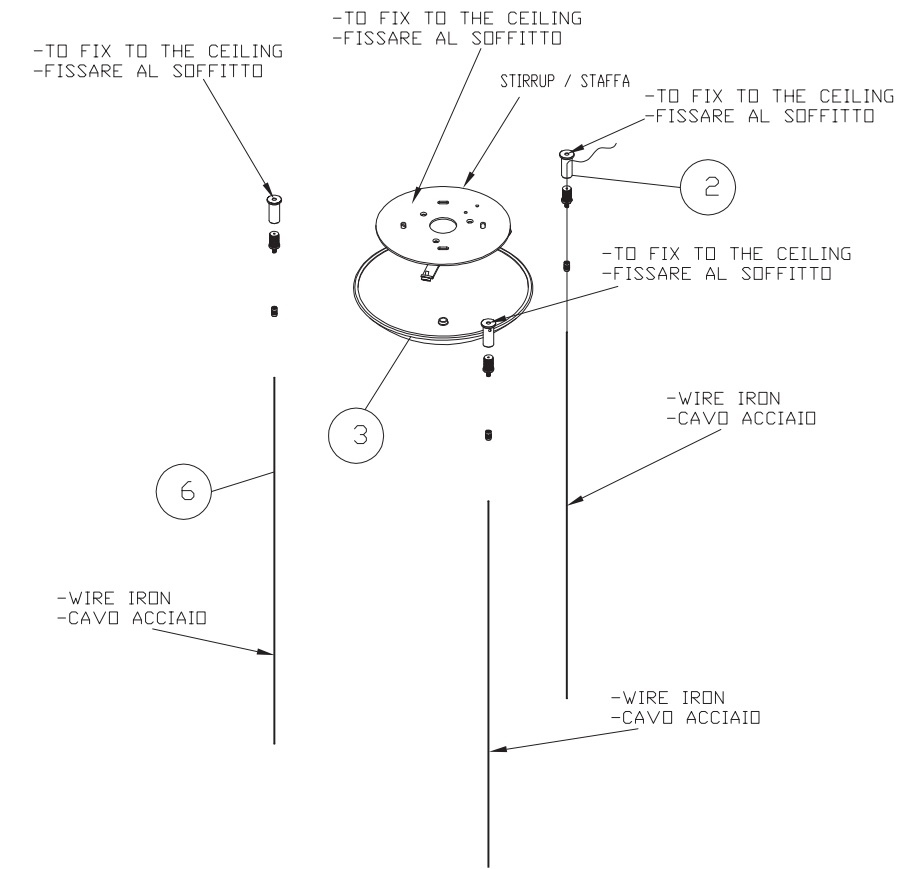 -TO FIX TO THE CEILING
-FISSARE AL SOFFITTO
-TO FIX TO THE CEILING
-FISSARE AL SOFFITTO
STIRRUP / STAFFA
-TO FIX TO THE CEILING
-FISSARE AL SOFFITTO
2
-TO FIX TO THE CEILING
-FISSARE AL SOFFITTO
-WIRE IRON
-CAVO ACCIAIO
3
6
-WIRE IRON
-CAVO ACCIAIO
-WIRE IRON
-CAVO ACCIAIO